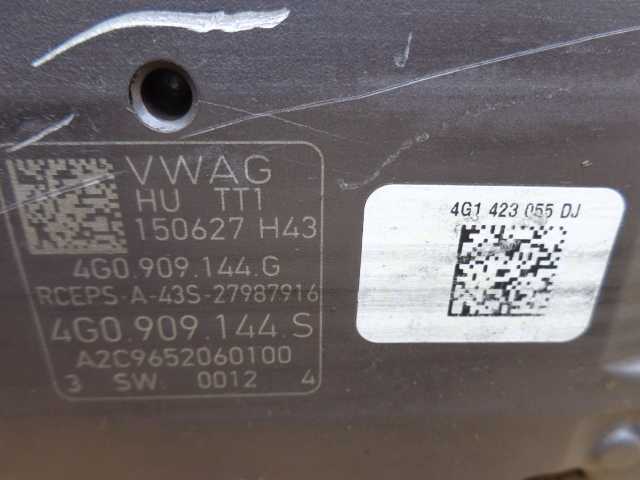 VWAG
HU TT1
150627 H43
4G0.909.144.G
RCEPS-A-43S-27987916
4G0.909.144.S
A2C9652060100
3 SW 0012 4
4G1 423 055 DJ